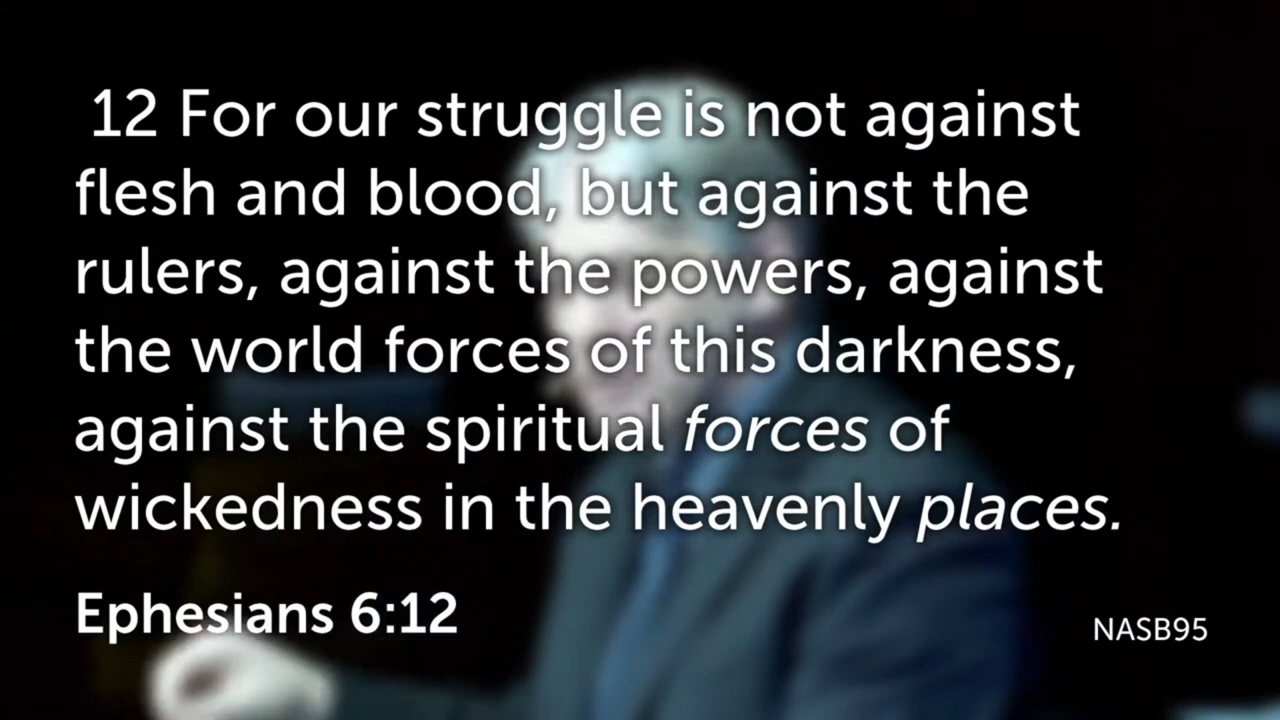 12 For our struggle is not against
flesh and blood, but against the
rulers, against the powers, against
the world forces of this darkness,
against the spiritual forces of
wickedness in the heavenly places.
Ephesians 6:12
NASB95